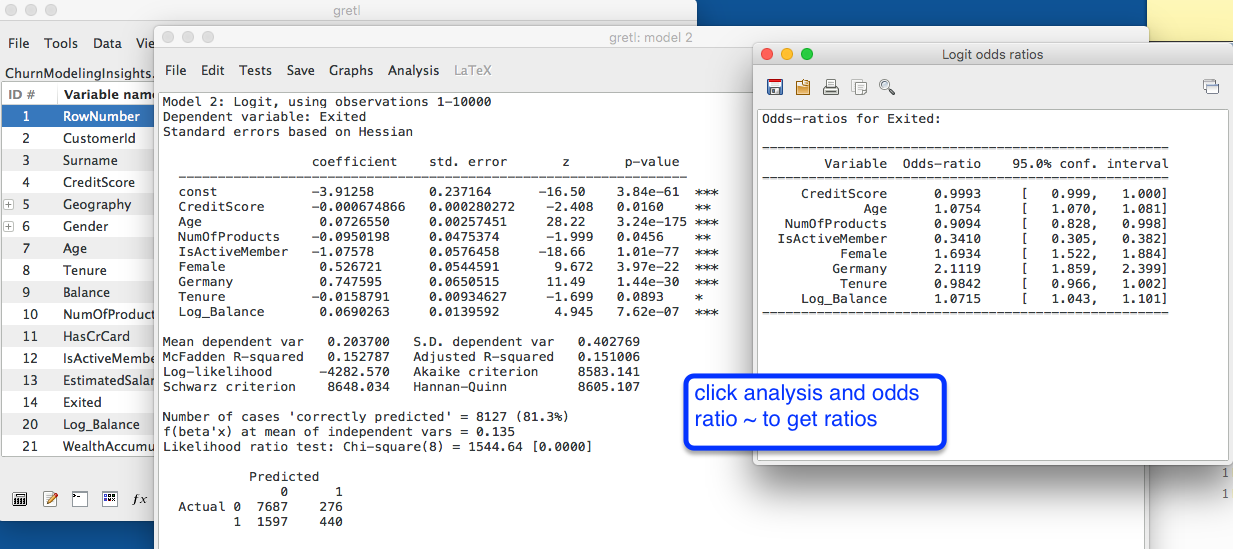 gretl
File Tools Data Vie
ChurnModelingInsights.
ID # Variable name
1 RowNumber
2 CustomerId
3 Surname
4 CreditScore
5 Geography
6 Gender
7 Age
8 Tenure
9 Balance
10 NumOfProduct
11 HasCrCard
12 IsActiveMembe
13 EstimatedSalar
14 Exited
20 Log_Balance
21 WealthAccumu
fx
gretl: model 2
File Edit Tests Save Graphs Analysis LaTeX
Model 2: Logit, using observations 1-10000
Dependent variable: Exited
Standard errors based on Hessian
coefficient std. error z p-value
const -3.91258 0.237164 -16.50 3.84e-61 ***
CreditScore -0.000674866 0.000280272 -2.408 0.0160 **
Age 0.0726550 0.00257451 28.22 3.24e-175 ***
NumOfProducts -0.0950198 0.0475374 -1.999 0.0456 **
IsActiveMember -1.07578 0.0576458 -18.66 1.01e-77 ***
Female 0.526721 0.0544591 9.672 3.97e-22 ***
Germany 0.747595 0.0650515 11.49 1.44e-30 ***
Tenure -0.0158791 0.00934627 -1.699 0.0893 *
Log_Balance 0.0690263 0.0139592 4.945 7.62e-07 ***
Mean dependent var 0.203700 S.D. dependent var 0.402769
McFadden R-squared 0.152787 Adjusted R-squared 0.151006
Log-likelihood -4282.570 Akaike criterion 8583.141
Schwarz criterion 8648.034 Hannan-Quinn 8605.107
Number of cases 'correctly predicted' = 8127 (81.3%)
f(beta'x) at mean of independent vars = 0.135
Likelihood ratio test: Chi-square(8) = 1544.64 [0.0000]
Predicted
0 1
Actual 0 7687 276
1 1597 440
Logit odds ratios
Odds-ratios for Exited:
Variable Odds-ratio 95.0% conf. interval
CreditScore 0.9993 [ 0.999, 1.000]
Age 1.0754 [ 1.070, 1.081]
NumOfProducts 0.9094 [ 0.828, 0.998]
IsActiveMember 0.3410 [ 0.305, 0.382]
Female 1.6934 [ 1.522, 1.884]
Germany 2.1119 [ 1.859, 2.399]
Tenure 0.9842 [ 0.966, 1.002]
Log_Balance 1.0715 [ 1.043, 1.101]
click analysis and odds
ratio ~ to get ratios
1
1